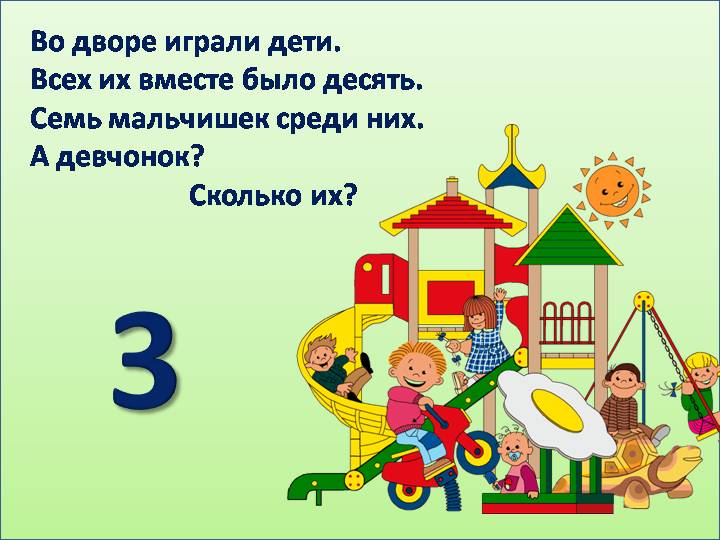 Во дворе играли дети.
Всех их вместе было десять.
Семь мальчишек среди них.
А девчонок?
Сколько их?
3